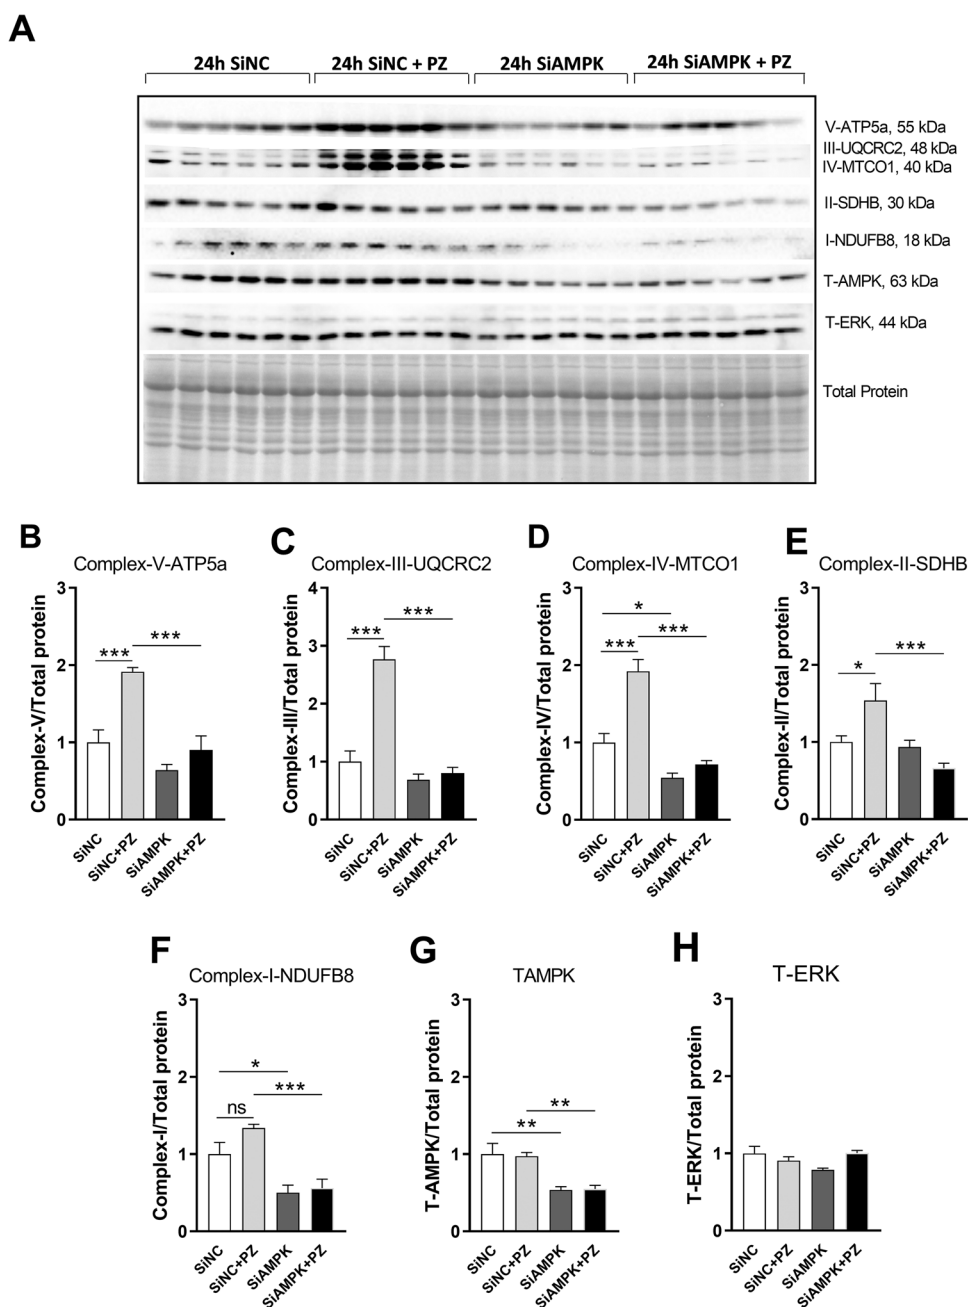 A
24h SiNC
24h SiNC + PZ
24h SiAMPK
24h SiAMPK + PZ
V-ATP5a, 55 kDa
III-UQCRC2, 48 kDa
IV-MTCO1, 40 kDa
II-SDHB, 30 kDa
I-NDUFB8, 18 kDa
T-AMPK, 63 kDa
T-ERK, 44 kDa
Total Protein
B
Complex-V-ATP5a
Complex-V/Total protein
3
2
1
0
***
***
SiNC
SiNC+PZ
SiAMPK
SiAMPK+PZ
C
Complex-III-UQCRC2
Complex-III/Total protein
4
3
2
1
0
***
***
SiNC
SiNC+PZ
SiAMPK
SiAMPK+PZ
D
Complex-IV-MTCO1
Complex-IV/Total protein
3
2
1
0
*
***
***
SiNC
SiNC+PZ
SiAMPK
SiAMPK+PZ
E
Complex-II-SDHB
Complex-II/Total protein
3
2
1
0
***
*
SiNC
SiNC+PZ
SiAMPK
SiAMPK+PZ
F
Complex-I-NDUFB8
Complex-I/Total protein
3
2
1
0
*
***
ns
SiNC
SiNC+PZ
SiAMPK
SiAMPK+PZ
G
TAMPK
T-AMPK/Total protein
3
2
1
0
**
**
SiNC
SiNC+PZ
SiAMPK
SiAMPK+PZ
H
T-ERK
T-ERK/Total protein
3
2
1
0
SiNC
SiNC+PZ
SiAMPK
SiAMPK+PZ